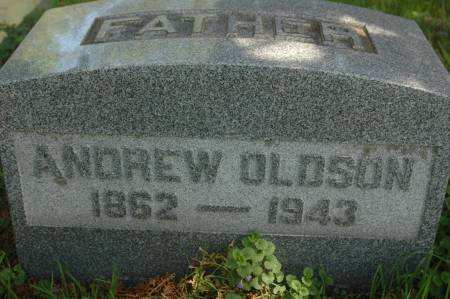 FATHER
ANDREW OLDSON
1862 — 1943